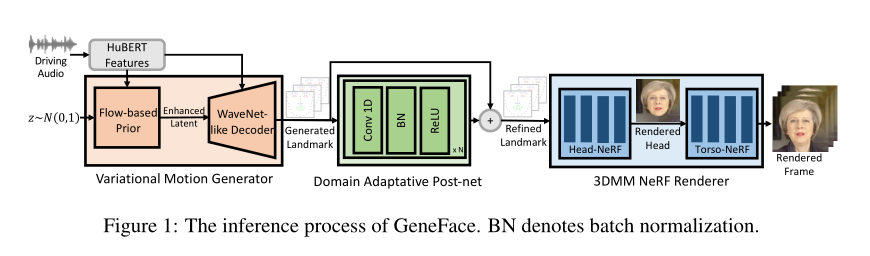 Driving
Audio
HuBERT
Features
z~N(0,1)
Flow-based
Prior
Enhanced
Latent
WaveNet-
like Decoder
Variational Motion Generator
Generated
Landmark
Conv 1D
BN
ReLU
x N
Domain Adaptative Post-net
+
Refined
Landmark
Head-NeRF
Rendered
Head
Torso-NeRF
3DMM NeRF Renderer
Rendered
Frame
Figure 1: The inference process of GeneFace. BN denotes batch normalization.